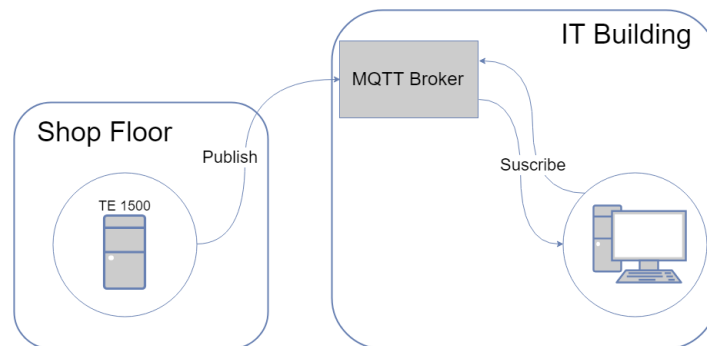 IT Building
MQTT Broker
Shop Floor
Publish
Suscribe
TE 1500